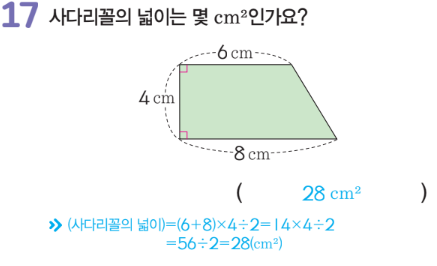 17 사다리꼴의 넓이는 몇 cm²인가요?
6 cm
4 cm
8 cm
( 28 cm² )
≫ (사다리꼴의 넓이)=(6+8)×4÷2=14×4÷2
=56÷2=28(cm²)